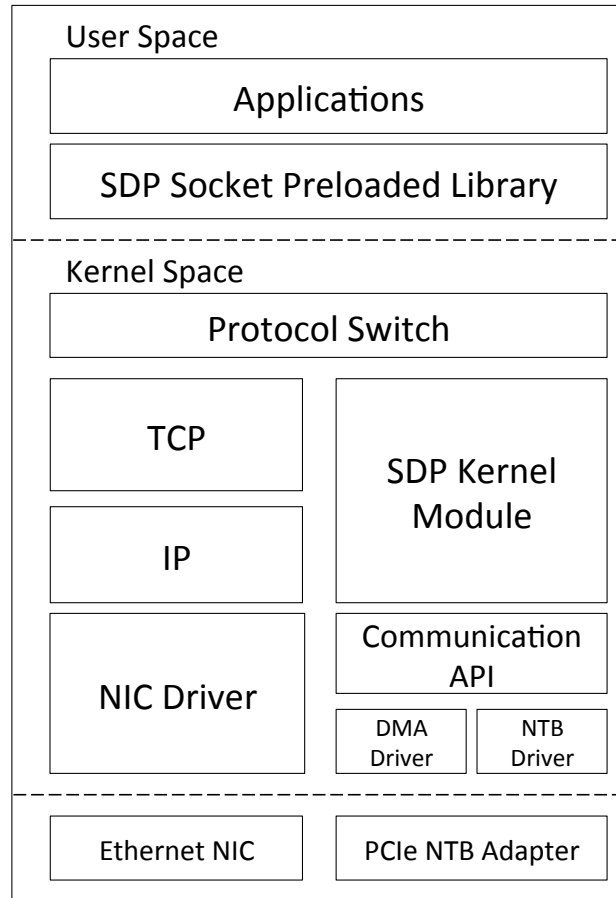 User Space
Applications
SDP Socket Preloaded Library
Kernel Space
Protocol Switch
TCP
IP
NIC Driver
SDP Kernel
Module
Communication
API
DMA
Driver
NTB
Driver
Ethernet NIC
PCIe NTB Adapter